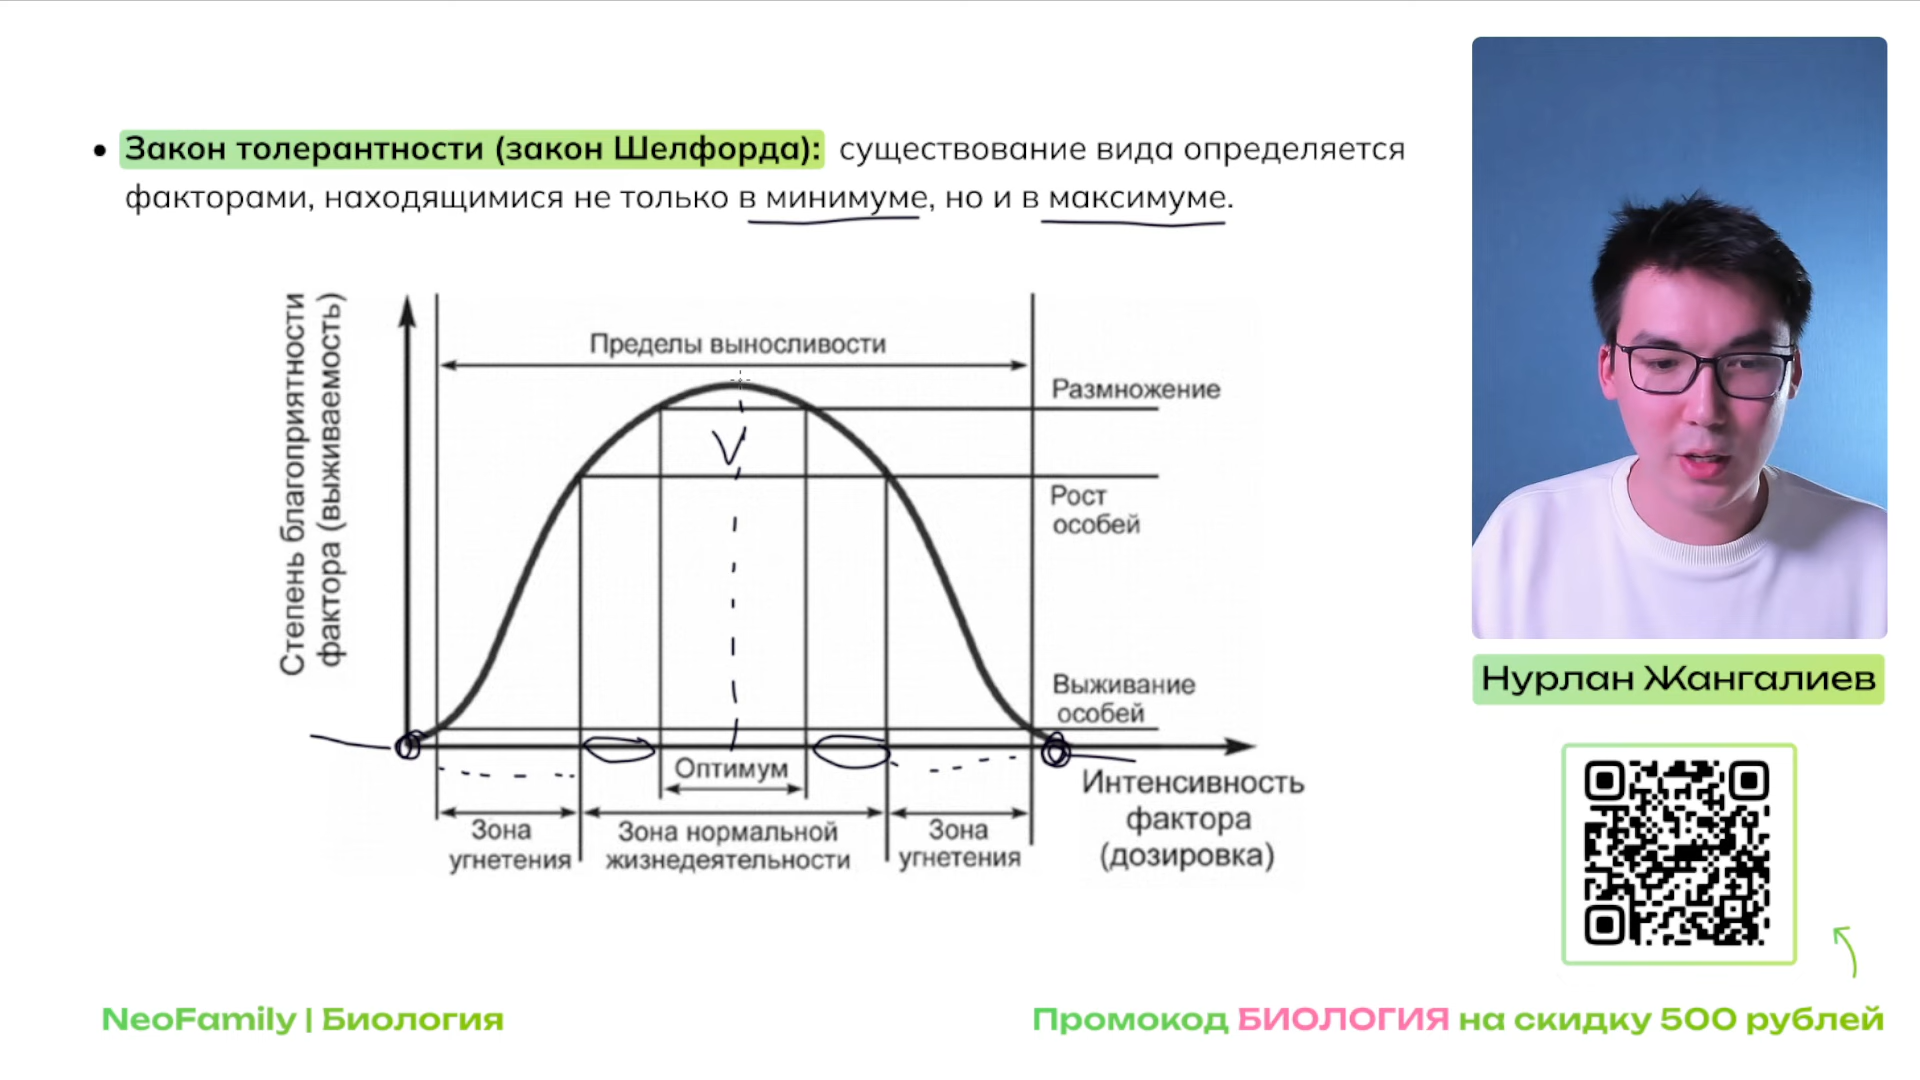 Закон толерантности (закон Шелфорда): существование вида определяется
факторами, находящимися не только в минимуме, но и в максимуме.
Степень благоприятности
фактора (выживаемость)
Пределы выносливости
Размножение
Рост
особей
Выживание
особей
Оптимум
Интенсивность
фактора
(дозировка)
Зона
угнетения
Зона нормальной
жизнедеятельности
Зона
угнетения
Нурлан Жангалиев
NeoFamily | Биология
Промокод БИОЛОГИЯ на скидку 500 рублей